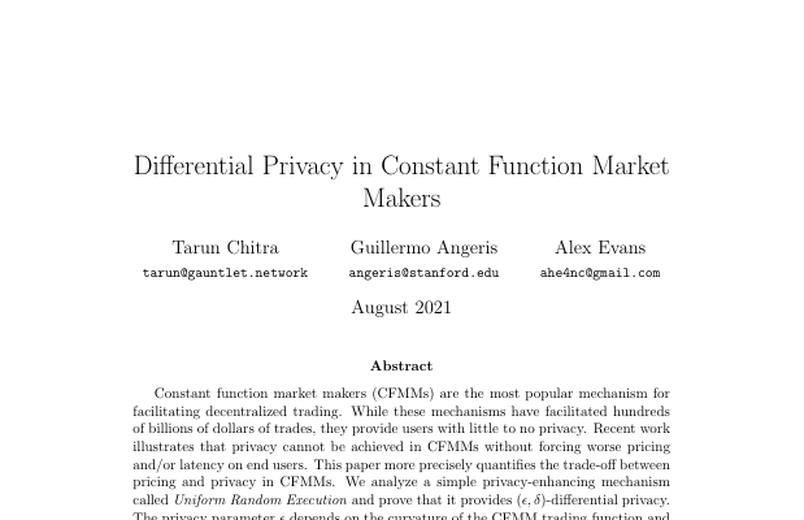 Differential Privacy in Constant Function Market
Makers
Tarun Chitra Guillermo Angeris Alex Evans
tarun@gauntlet.network angeris@stanford.edu ahe4nc@gmail.com
August 2021
Abstract
Constant function market makers (CFMMs) are the most popular mechanism for
facilitating decentralized trading. While these mechanisms have facilitated hundreds
of billions of dollars of trades, they provide users with little to no privacy. Recent work
illustrates that privacy cannot be achieved in CFMMs without forcing worse pricing
and/or latency on end users. This paper more precisely quantifies the trade-off between
pricing and privacy in CFMMs. We analyze a simple privacy-enhancing mechanism
called Uniform Random Execution and prove that it provides (ϵ, δ)-differential privacy.
The privacy parameter ϵ depends on the curvature of the CFMM trading function and